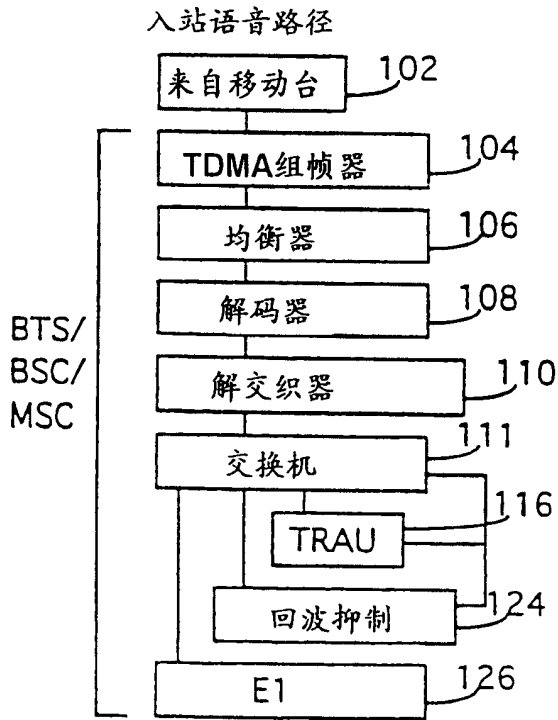 入站语音路径
来自移动台
102
TDMA组帧器
104
均衡器
106
解码器
108
BTS/
BSC/
MSC
解交织器
110
交换机
111
TRAU
116
回波抑制
124
E1
126